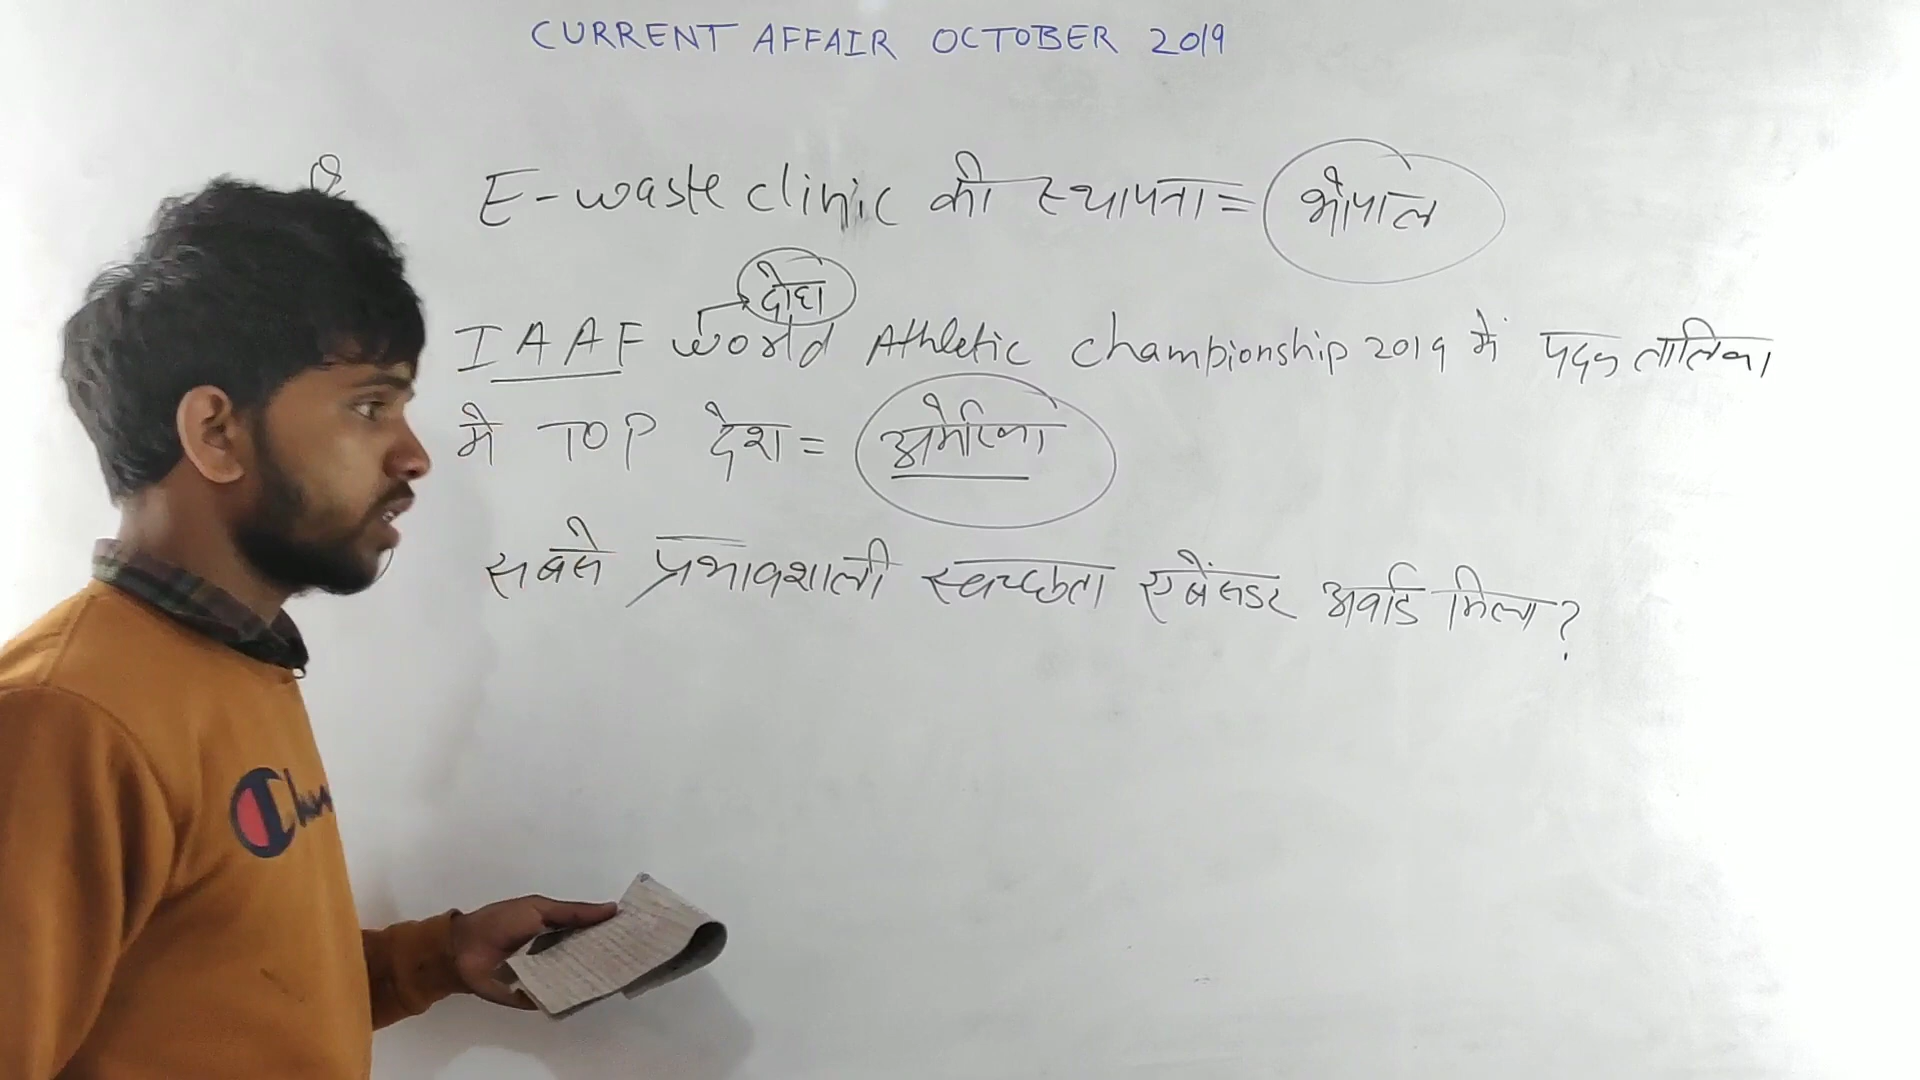 CURRENT AFFAIR OCTOBER 2019
E-waste clinic की स्थापना = भोपाल
दोहा
IAAF world Athletic championship 2019 में पदक तालिका
में TOP देश = अमेरिका
सबसे प्रभावशाली स्वच्छता एंबेसडर अवार्ड मिला?